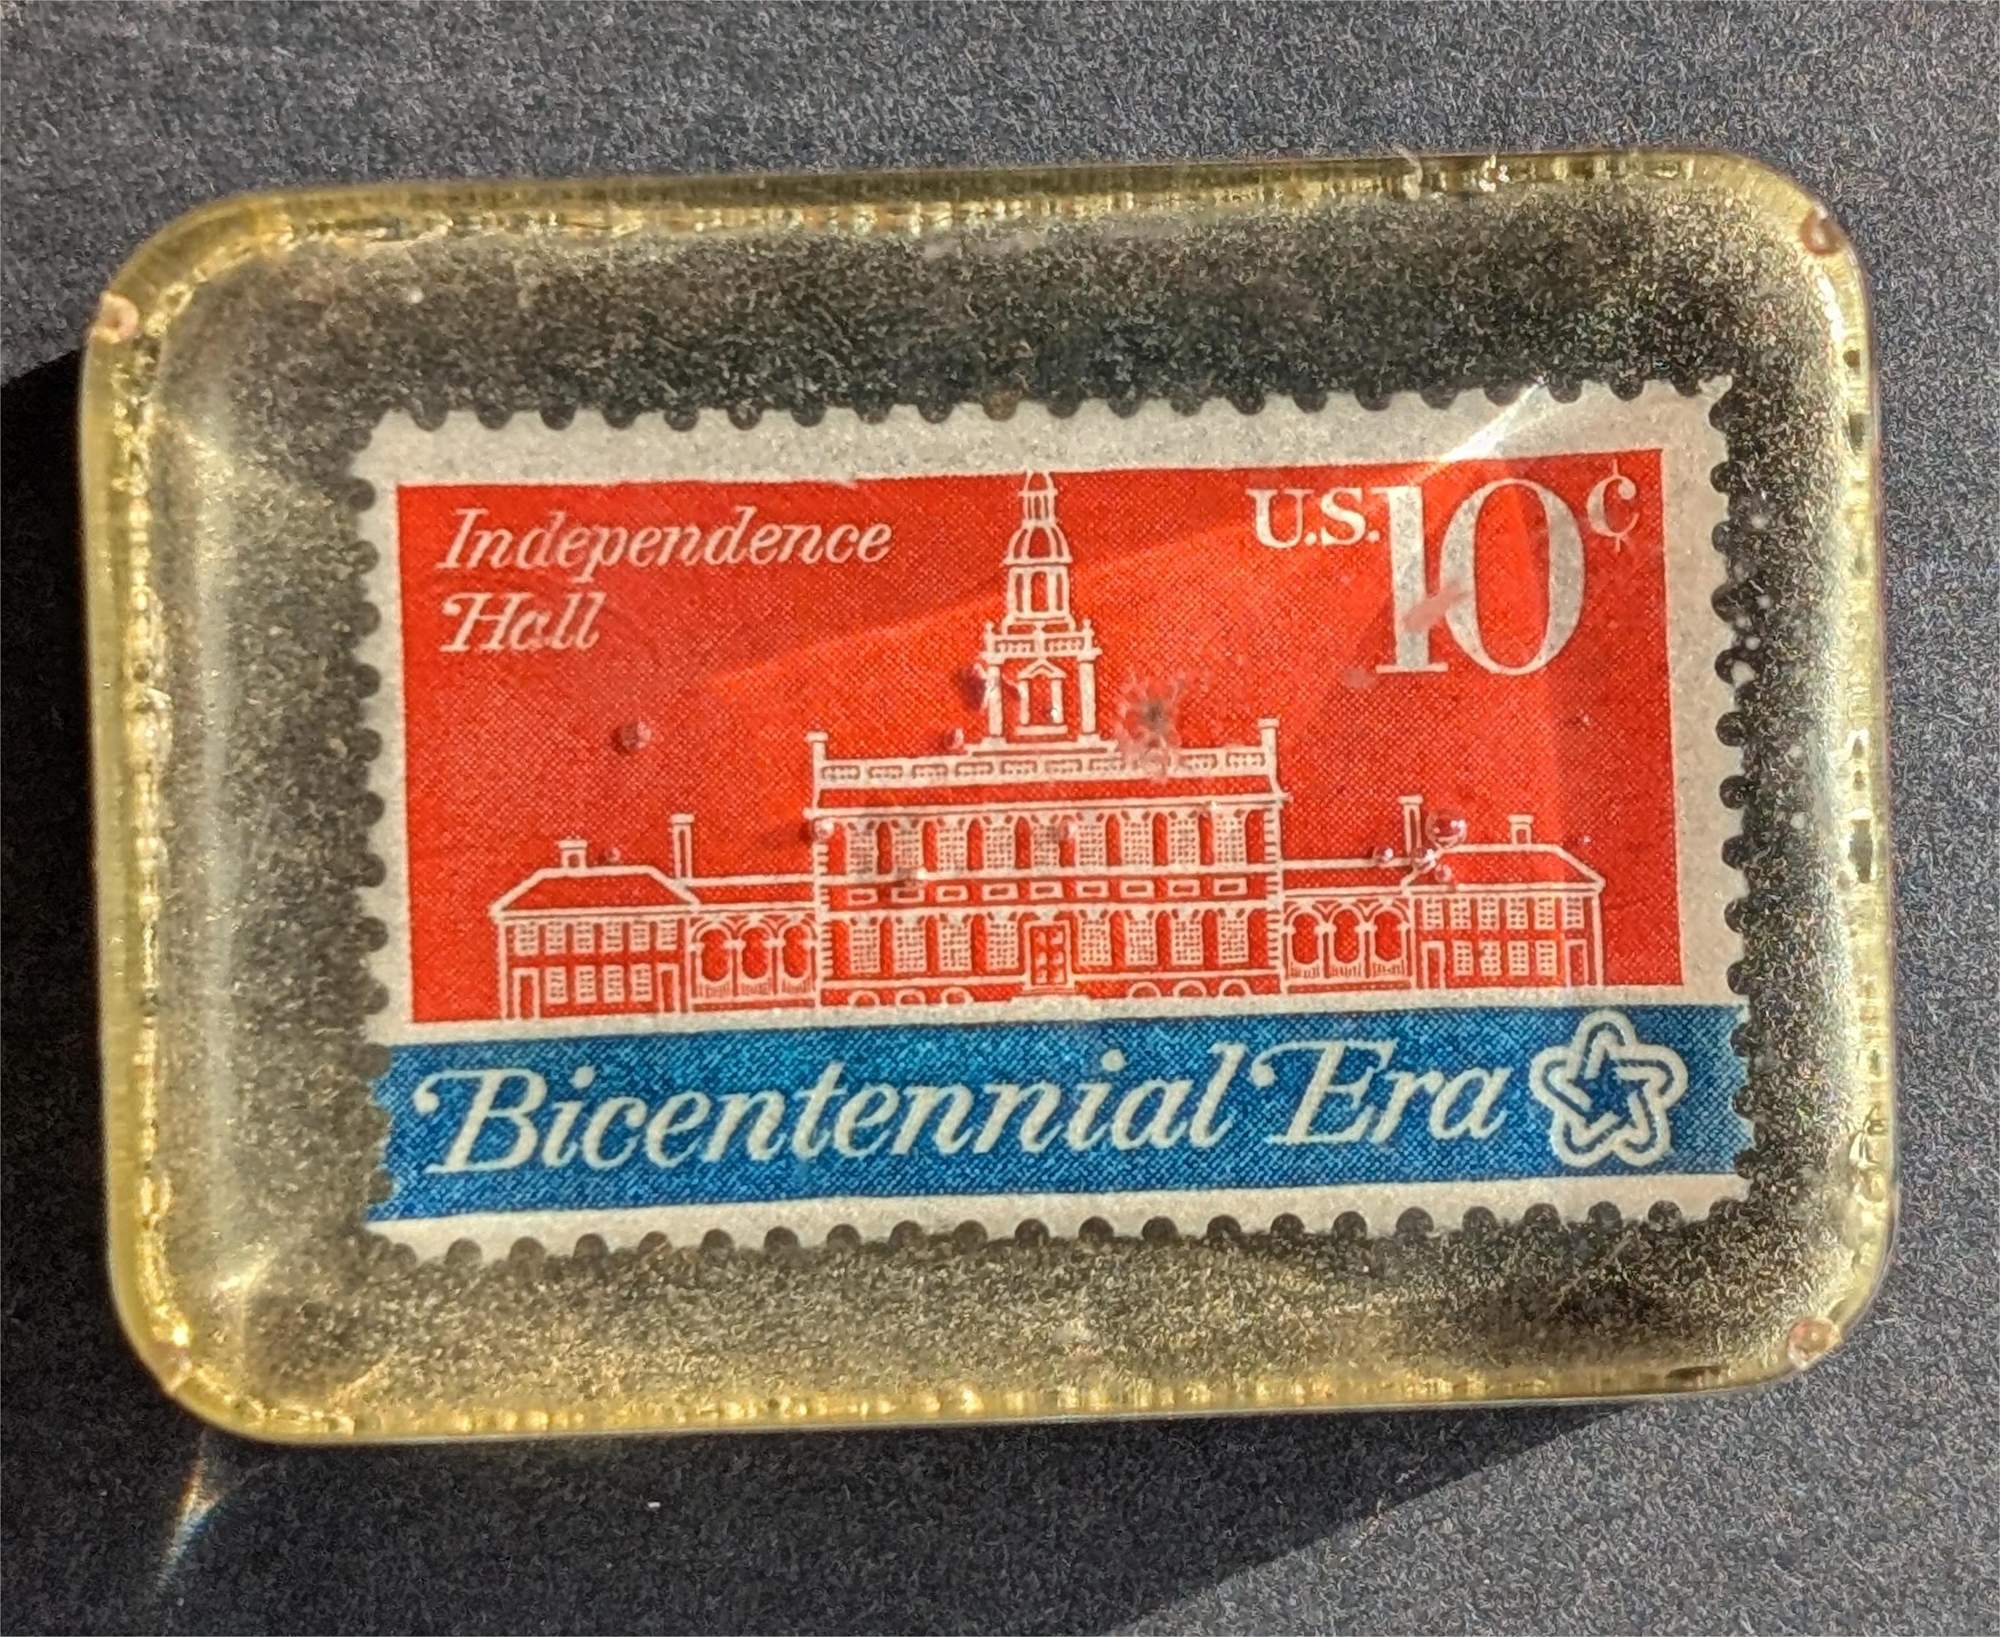 Independence
Hall
U.S. 10¢
Bicentennial Era